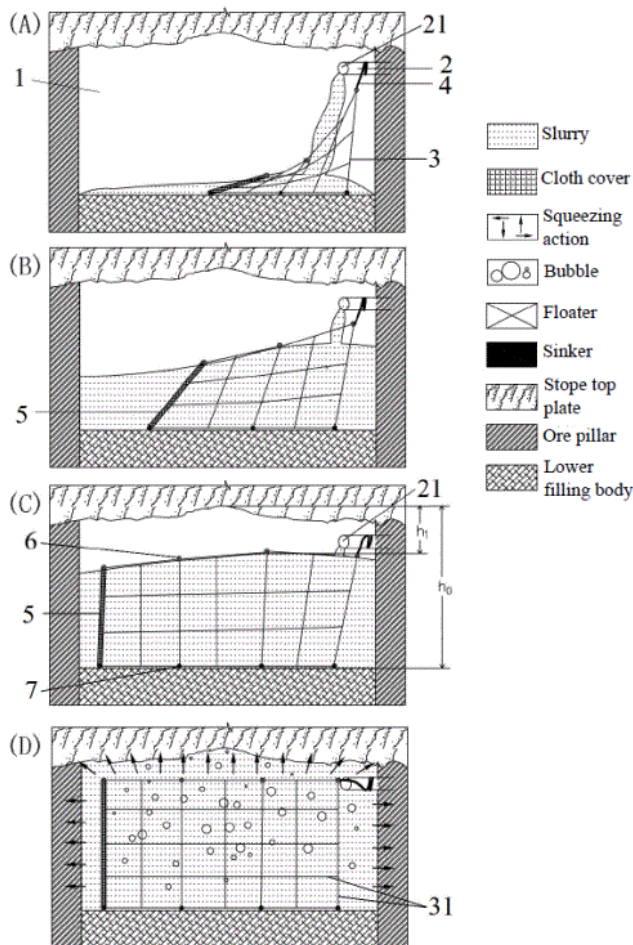 (A)
21
1
2
4
3
(B)
5
(C)
21
6
h1
5
h0
7
(D)
31
Slurry
Cloth cover
Squeezing
action
Bubble
Floater
Sinker
Stope top
plate
Ore pillar
Lower
filling body